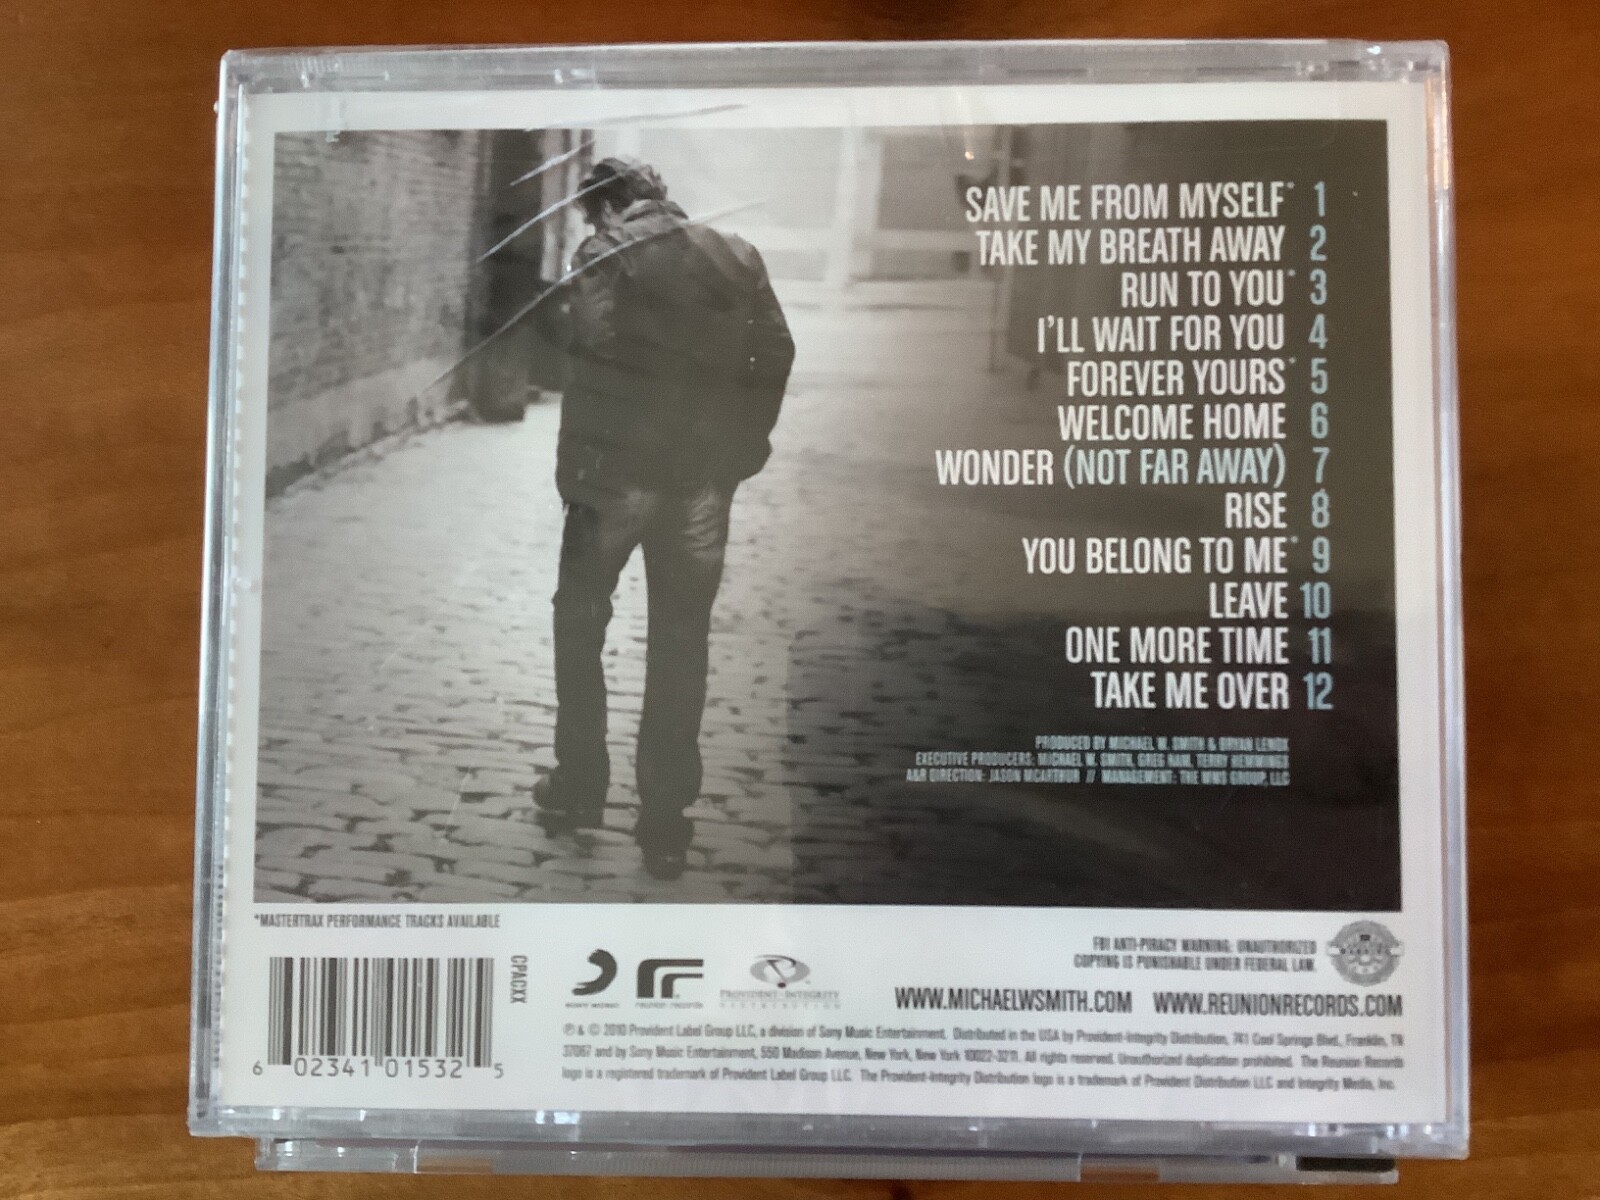 SAVE ME FROM MYSELF* 1
TAKE MY BREATH AWAY 2
RUN TO YOU* 3
I'LL WAIT FOR YOU 4
FOREVER YOURS* 5
WELCOME HOME 6
WONDER (NOT FAR AWAY) 7
RISE 8
YOU BELONG TO ME* 9
LEAVE 10
ONE MORE TIME 11
TAKE ME OVER 12
PRODUCED BY MICHAEL W. SMITH & BRYAN LENOX
EXECUTIVE PRODUCERS: MICHAEL W. SMITH, GREG HAM, TERRY HEMMINGS
A&R DIRECTION: JASON MCARTHUR // MANAGEMENT: THE MWS GROUP, LLC
*MASTERTRAX PERFORMANCE TRACKS AVAILABLE
CPACXX
6 02341 01532 5
SONY MUSIC
REUNION RECORDS
PROVIDENT-INTEGRITY
DISTRIBUTION
FBI ANTI-PIRACY WARNING: UNAUTHORIZED
COPYING IS PUNISHABLE UNDER FEDERAL LAW.
WWW.MICHAELWSMITH.COM WWW.REUNIONRECORDS.COM
℗ & © 2010 Provident Label Group LLC, a division of Sony Music Entertainment. Distributed in the USA by Provident-Integrity Distribution, 741 Cool Springs Blvd., Franklin, TN
37067 and by Sony Music Entertainment, 550 Madison Avenue, New York, New York 10022-3211. All rights reserved. Unauthorized duplication prohibited. The Reunion Records
logo is a registered trademark of Provident Label Group LLC. The Provident-Integrity Distribution logo is a trademark of Provident Distribution LLC and Integrity Media, Inc.